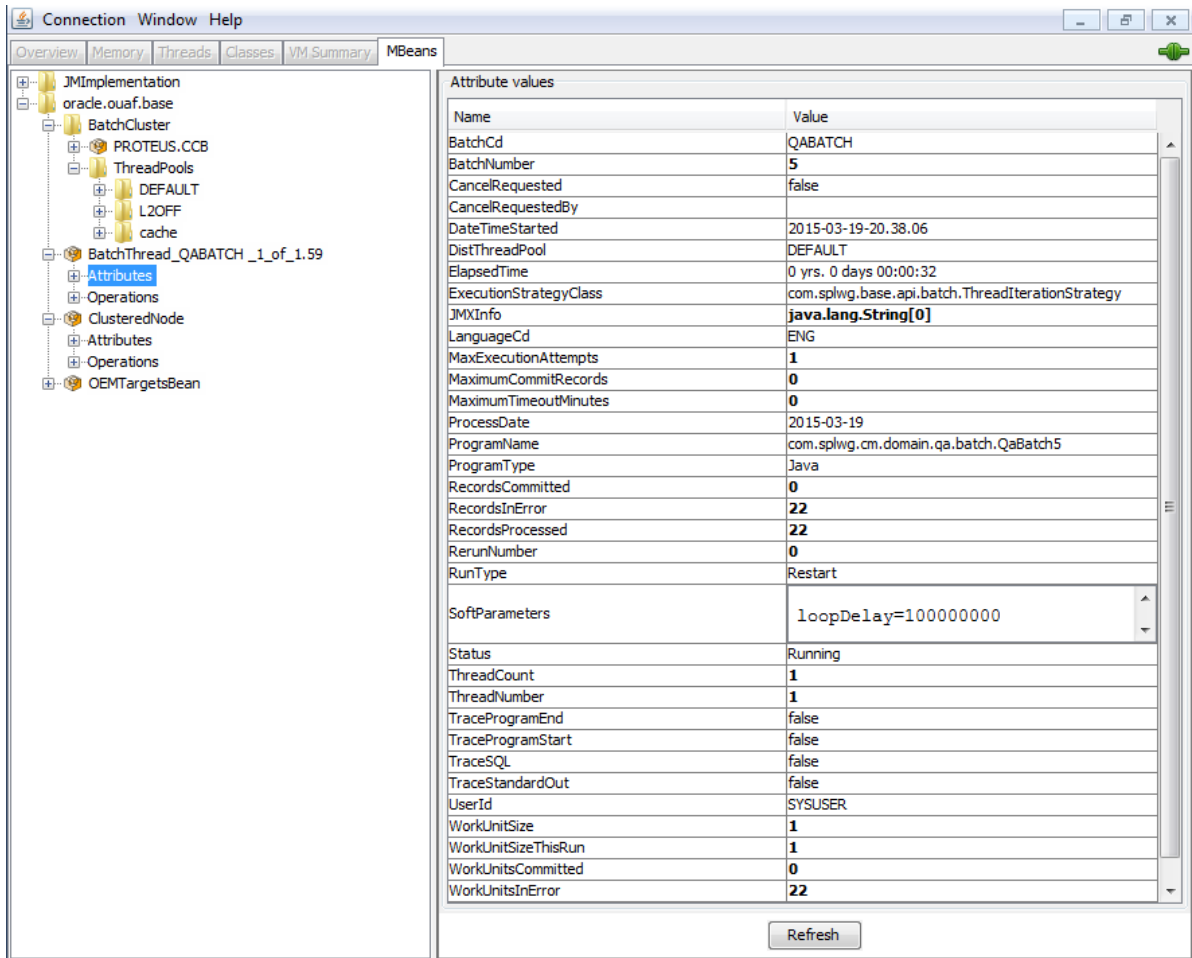 Connection Window Help
Overview Memory Threads Classes VM Summary MBeans
JMImplementation
oracle.ouaf.base
BatchCluster
PROTEUS.CCB
ThreadPools
DEFAULT
L2OFF
cache
BatchThread_QABATCH _1_of_1.59
Attributes
Operations
ClusteredNode
Attributes
Operations
OEMTargetsBean
Attribute values
Name Value
BatchCd QABATCH
BatchNumber 5
CancelRequested false
CancelRequestedBy
DateTimeStarted 2015-03-19-20.38.06
DistThreadPool DEFAULT
ElapsedTime 0 yrs. 0 days 00:00:32
ExecutionStrategyClass com.splwg.base.api.batch.ThreadIterationStrategy
JMXInfo java.lang.String[0]
LanguageCd ENG
MaxExecutionAttempts 1
MaximumCommitRecords 0
MaximumTimeoutMinutes 0
ProcessDate 2015-03-19
ProgramName com.splwg.cm.domain.qa.batch.QaBatch5
ProgramType Java
RecordsCommitted 0
RecordsInError 22
RecordsProcessed 22
RerunNumber 0
RunType Restart
SoftParameters loopDelay=100000000
Status Running
ThreadCount 1
ThreadNumber 1
TraceProgramEnd false
TraceProgramStart false
TraceSQL false
TraceStandardOut false
UserId SYSUSER
WorkUnitSize 1
WorkUnitSizeThisRun 1
WorkUnitsCommitted 0
WorkUnitsInError 22
Refresh